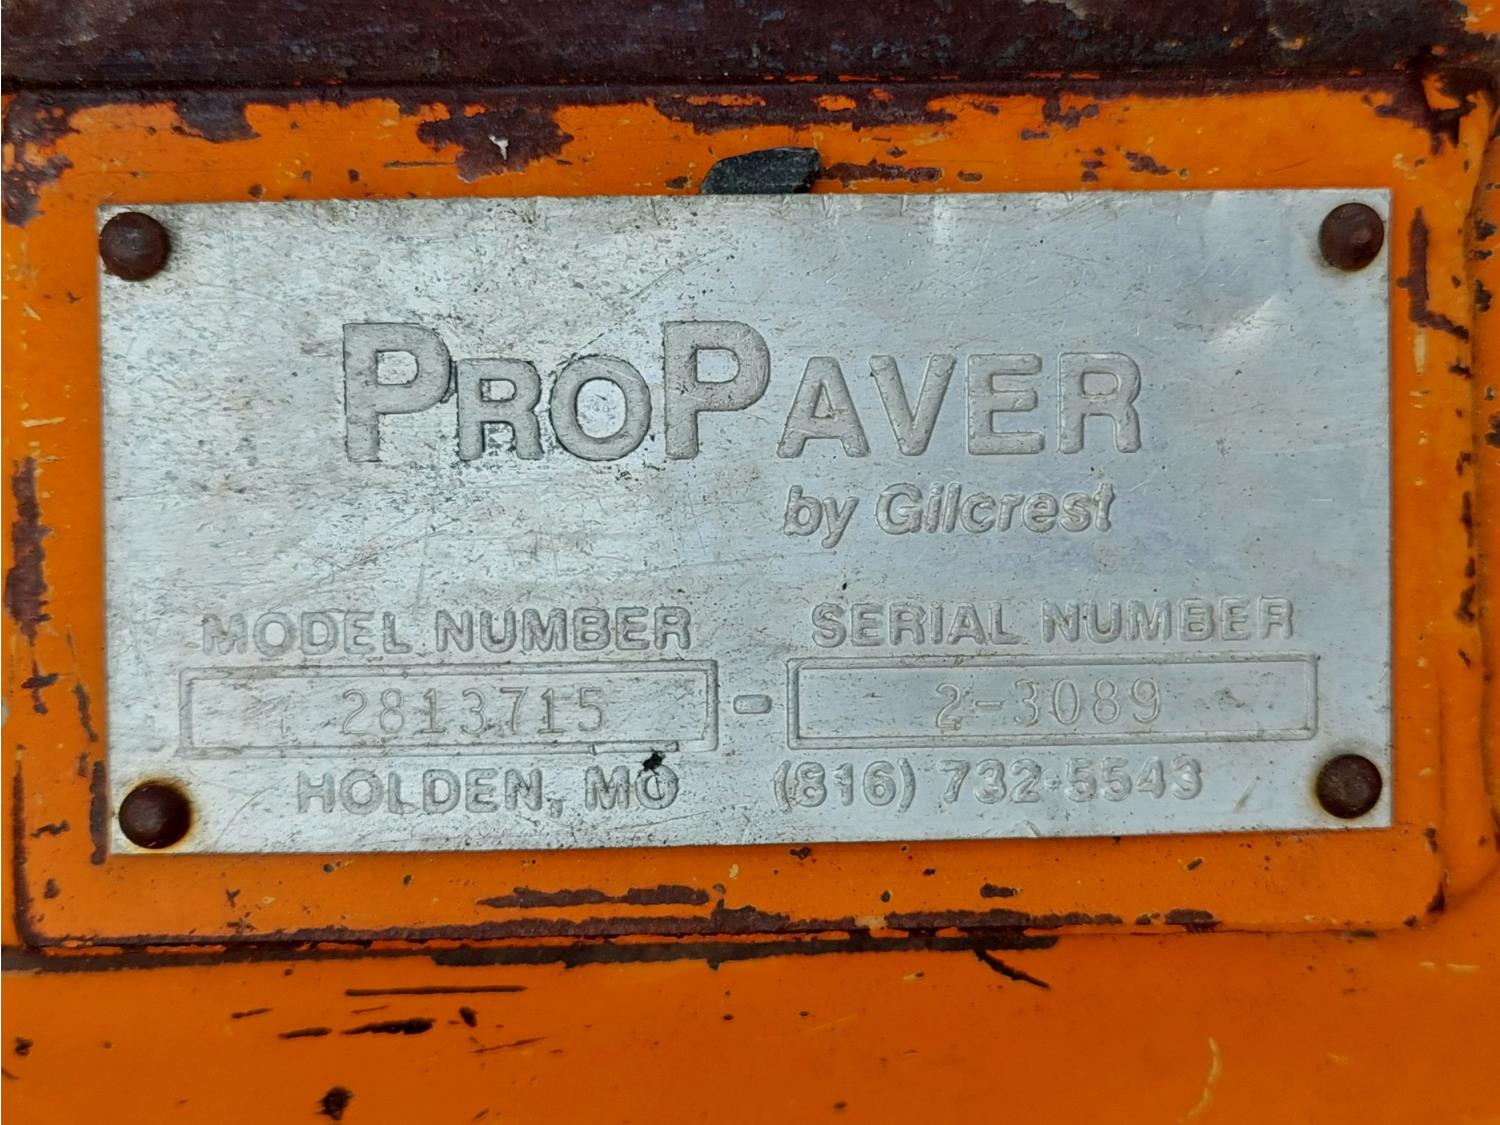 PROPAVER
by Gilcrest
MODEL NUMBER SERIAL NUMBER
2813715 - 2-3089
HOLDEN, MO (816) 732-5543